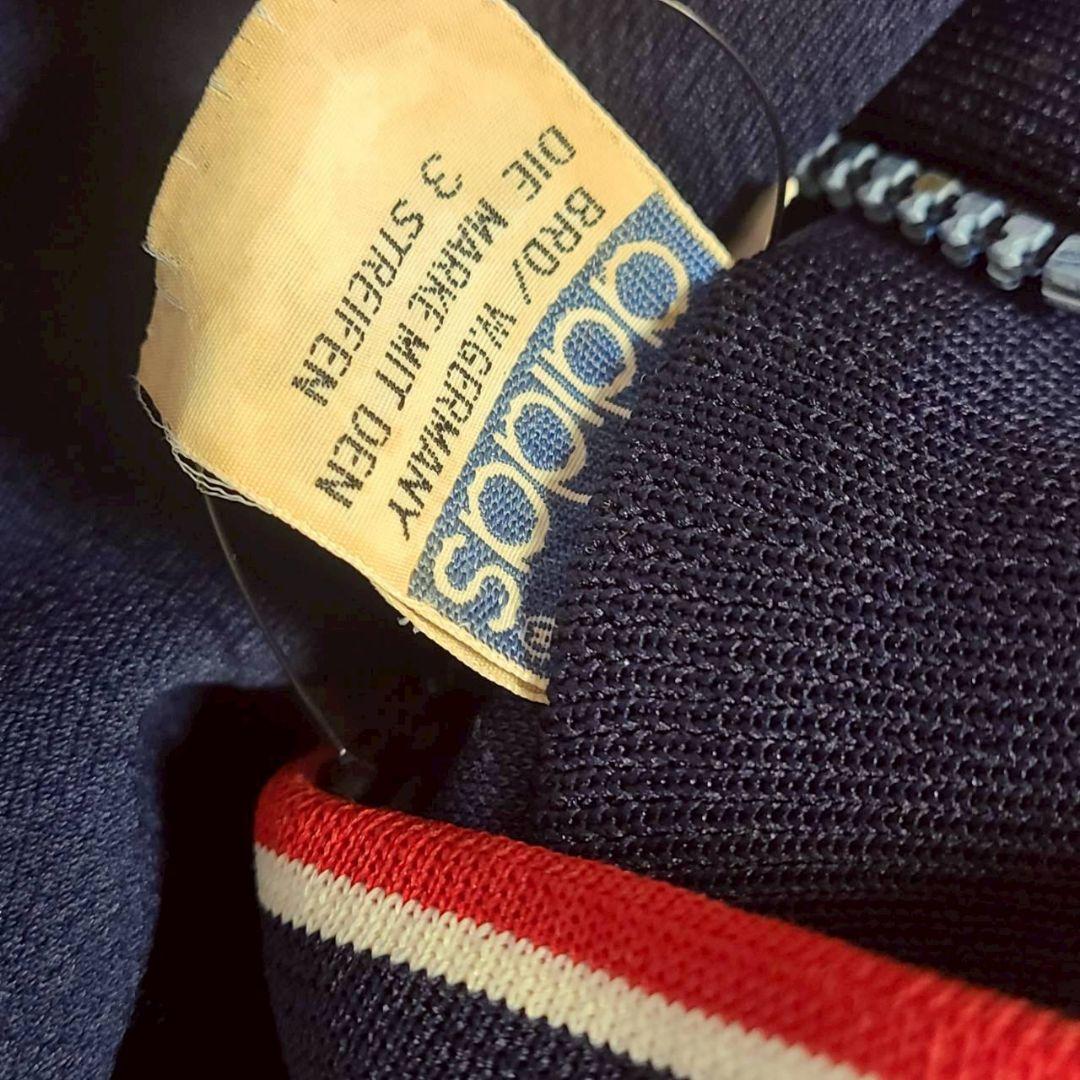 adidas®
BRD/ W.GERMANY
DIE MARKE MIT DEN
3 STREIFEN